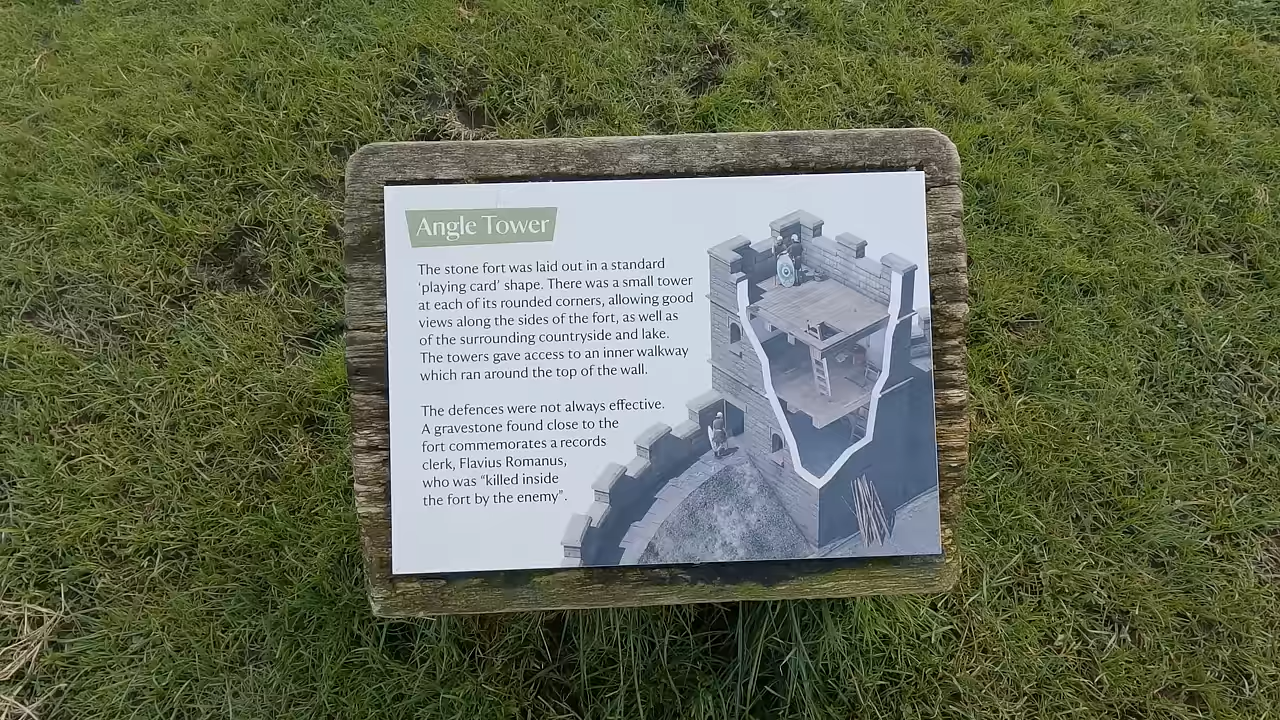 Angle Tower
The stone fort was laid out in a standard
‘playing card’ shape. There was a small tower
at each of its rounded corners, allowing good
views along the sides of the fort, as well as
of the surrounding countryside and lake.
The towers gave access to an inner walkway
which ran around the top of the wall.
The defences were not always effective.
A gravestone found close to the
fort commemorates a records
clerk, Flavius Romanus,
who was “killed inside
the fort by the enemy”.